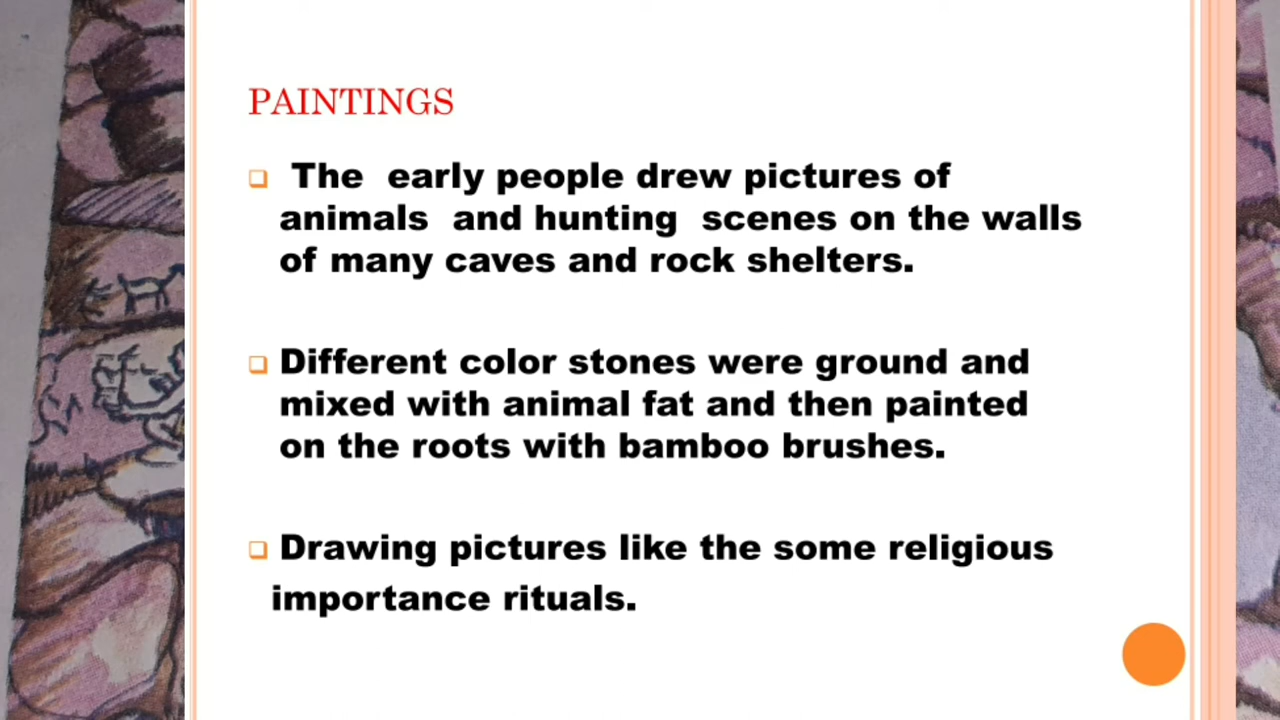 PAINTINGS
The early people drew pictures of
animals and hunting scenes on the walls
of many caves and rock shelters.
Different color stones were ground and
mixed with animal fat and then painted
on the roots with bamboo brushes.
Drawing pictures like the some religious
importance rituals.